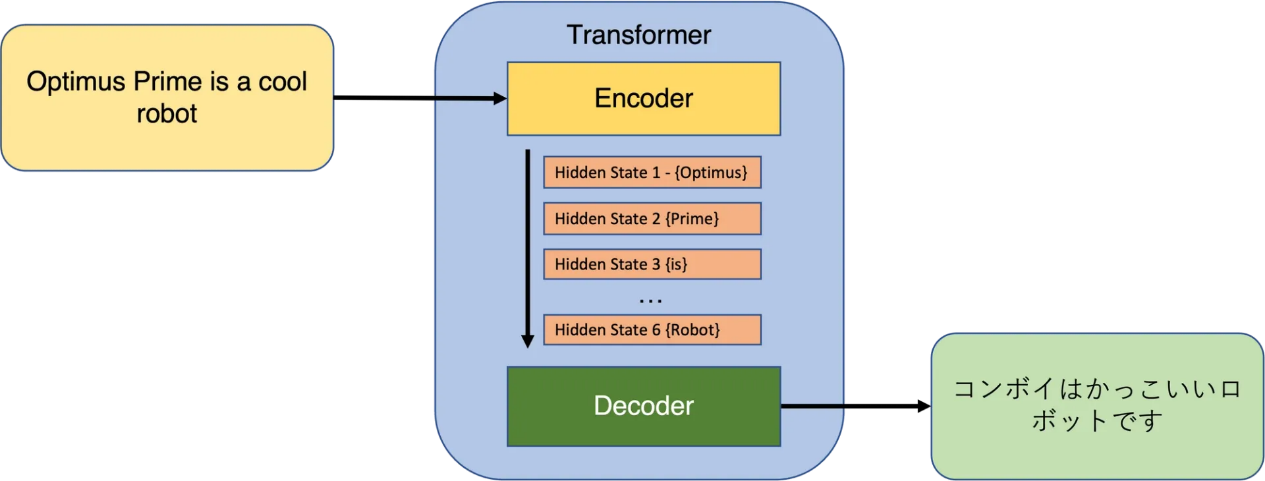 Transformer
Optimus Prime is a cool
robot
Encoder
Hidden State 1 - {Optimus}
Hidden State 2 {Prime}
Hidden State 3 {is}
...
Hidden State 6 {Robot}
Decoder
コンボイはかっこいいロ
ボットです